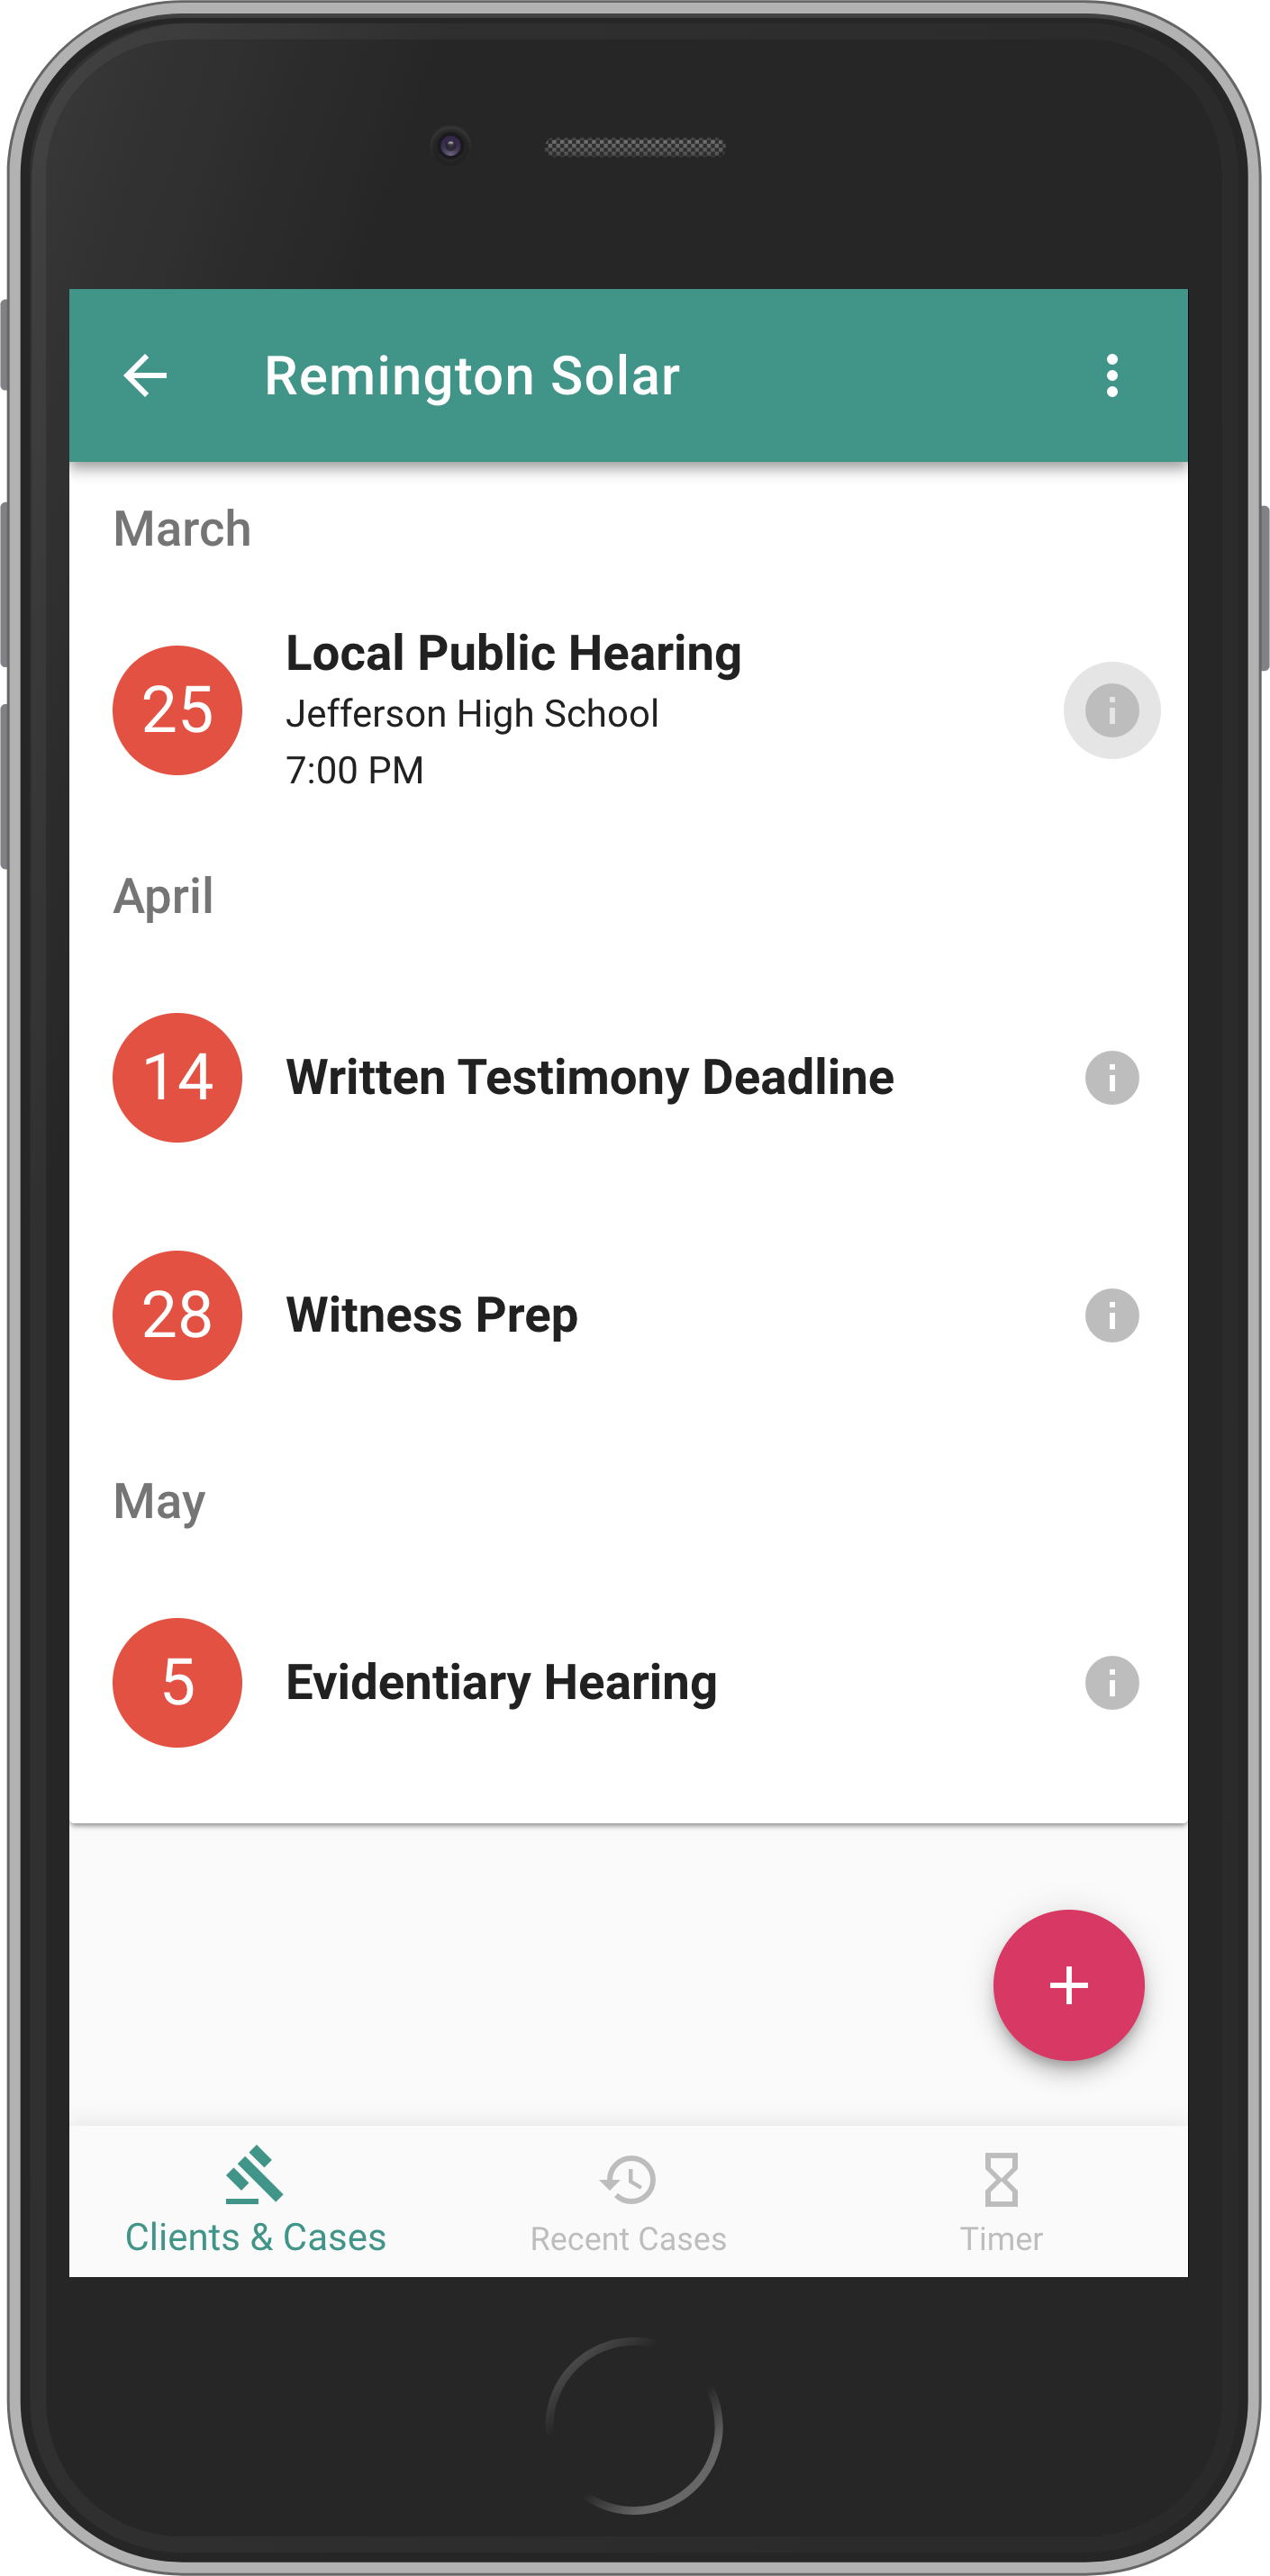 Remington Solar
March
25
Local Public Hearing
Jefferson High School
7:00 PM
April
14
Written Testimony Deadline
28
Witness Prep
May
5
Evidentiary Hearing
Clients & Cases
Recent Cases
Timer